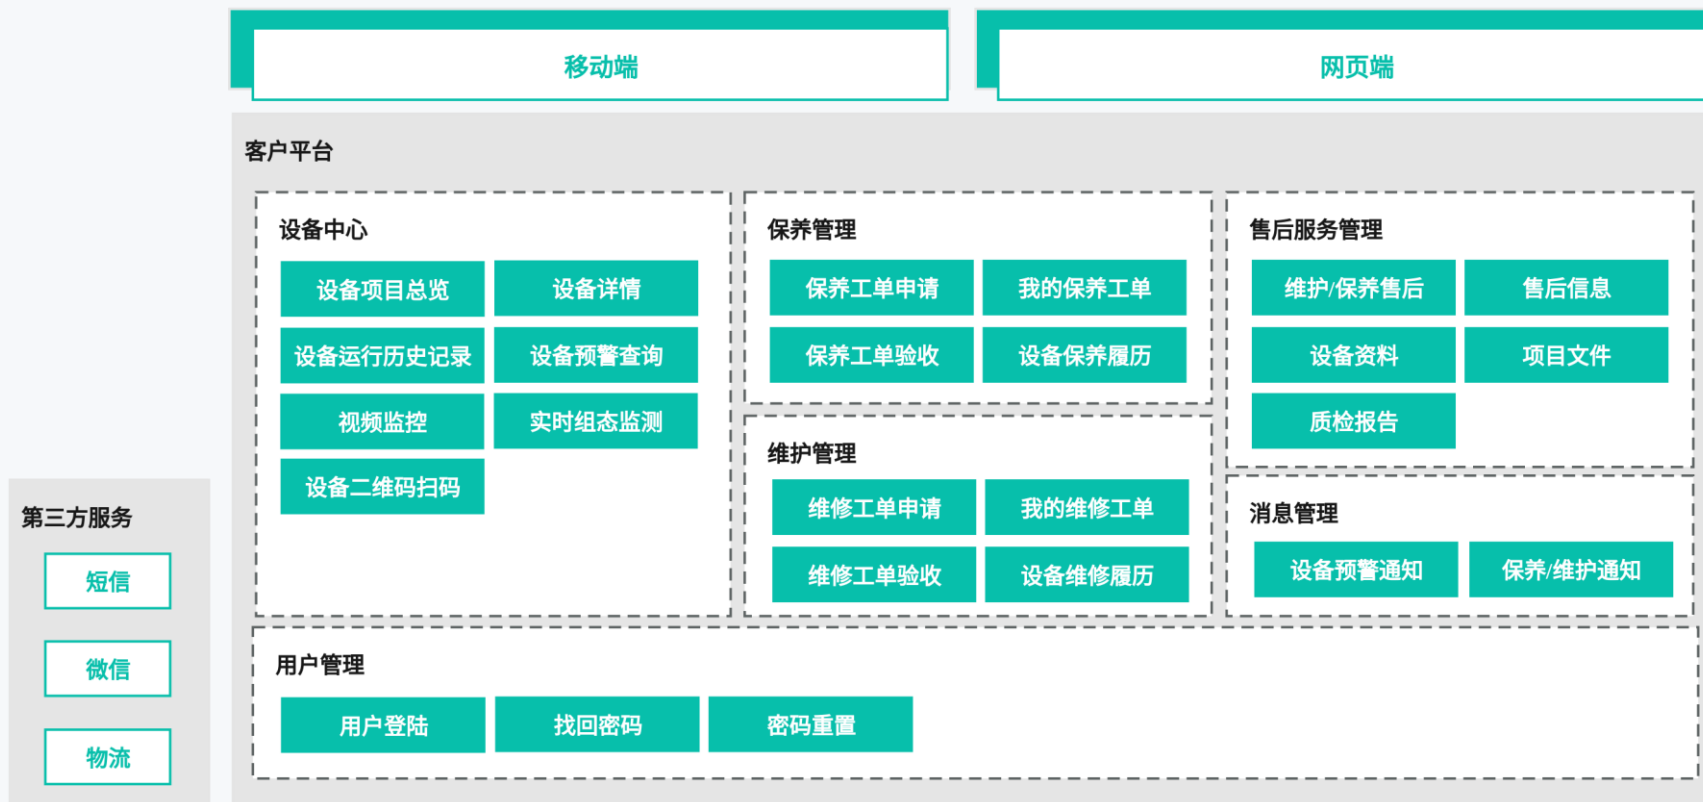 移动端
网页端
客户平台
设备中心
设备项目总览
设备详情
设备运行历史记录
设备预警查询
视频监控
实时组态监测
设备二维码扫码
保养管理
保养工单申请
我的保养工单
保养工单验收
设备保养履历
维护管理
维修工单申请
我的维修工单
维修工单验收
设备维修履历
售后服务管理
维护/保养售后
售后信息
设备资料
项目文件
质检报告
消息管理
设备预警通知
保养/维护通知
用户管理
用户登陆
找回密码
密码重置
第三方服务
短信
微信
物流